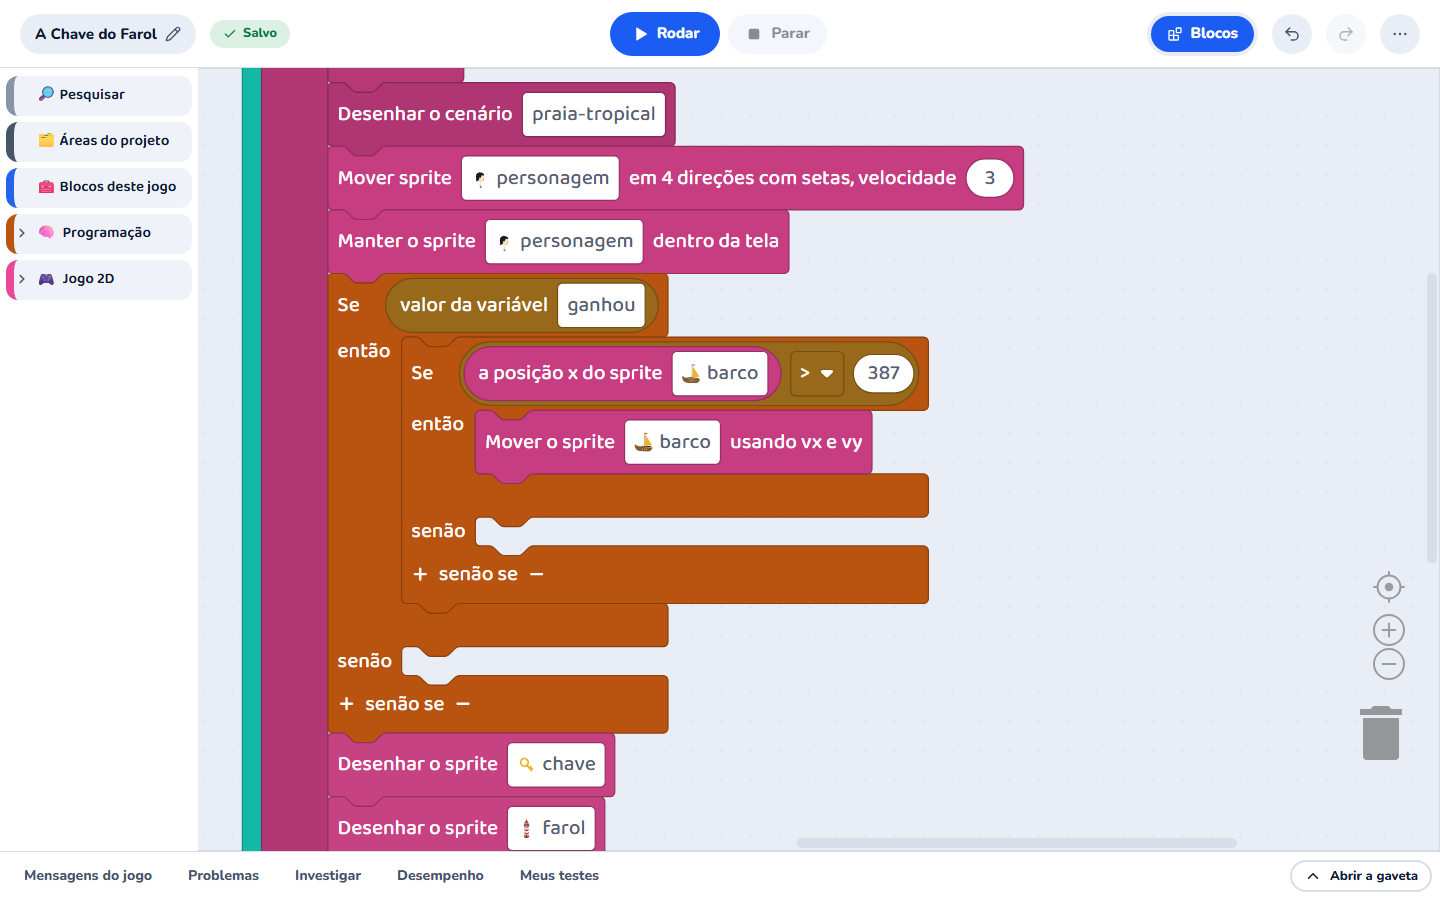 A Chave do Farol
Salvo
Rodar
Parar
Blocos
Pesquisar
Áreas do projeto
Blocos deste jogo
Programação
Jogo 2D
Desenhar o cenário praia-tropical
Mover sprite personagem em 4 direções com setas, velocidade 3
Manter o sprite personagem dentro da tela
Se valor da variável ganhou
então
Se a posição x do sprite barco > 387
então
Mover o sprite barco usando vx e vy
senão
+ senão se −
senão
+ senão se −
Desenhar o sprite chave
Desenhar o sprite farol
Mensagens do jogo
Problemas
Investigar
Desempenho
Meus testes
Abrir a gaveta